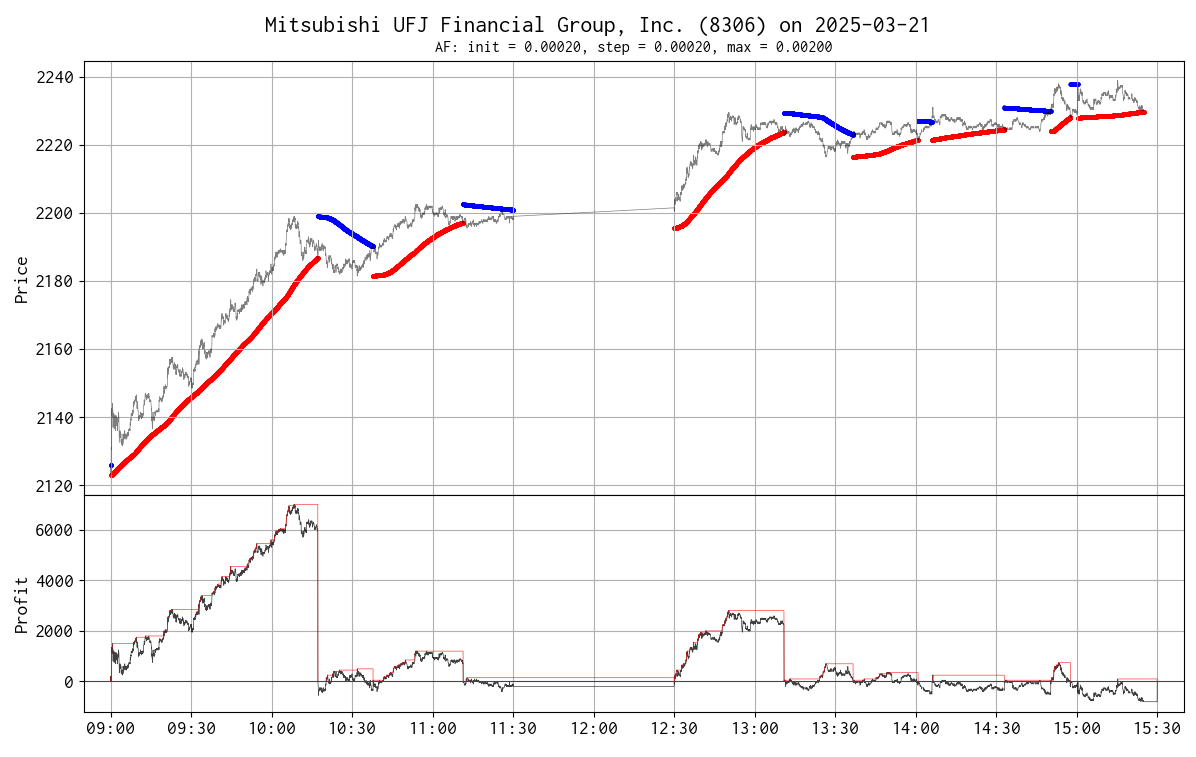 Mitsubishi UFJ Financial Group, Inc. (8306) on 2025-03-21
AF: init = 0.00020, step = 0.00020, max = 0.00200
Price
2240
2220
2200
2180
2160
2140
2120
Profit
6000
4000
2000
0
09:00 09:30 10:00 10:30 11:00 11:30 12:00 12:30 13:00 13:30 14:00 14:30 15:00 15:30